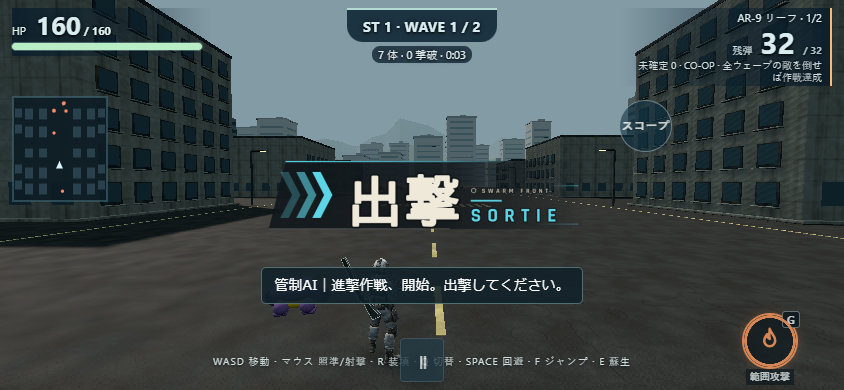 HP 160 / 160
ST 1 · WAVE 1 / 2
7 体 · 0 撃破 · 0:03
AR-9 リーフ · 1/2
残弾 32 / 32
未確定 0 · CO-OP · 全ウェーブの敵を倒せ
ば作戦達成
スコープ
出撃
SWARM FRONT
SORTIE
管制AI｜進撃作戦、開始。出撃してください。
WASD 移動 · マウス 照準/射撃 · R 装 切替 · SPACE 回避 · F ジャンプ · E 蘇生
G
範囲攻撃